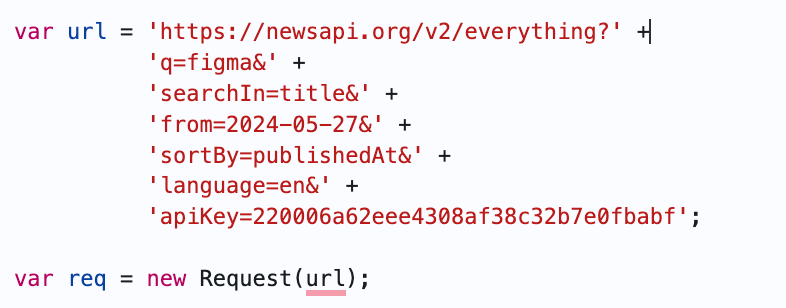 var url = 'https://newsapi.org/v2/everything?' +
'q=figma&' +
'searchIn=title&' +
'from=2024-05-27&' +
'sortBy=publishedAt&' +
'language=en&' +
'apiKey=220006a62eee4308af38c32b7e0fbabf';
var req = new Request(url);